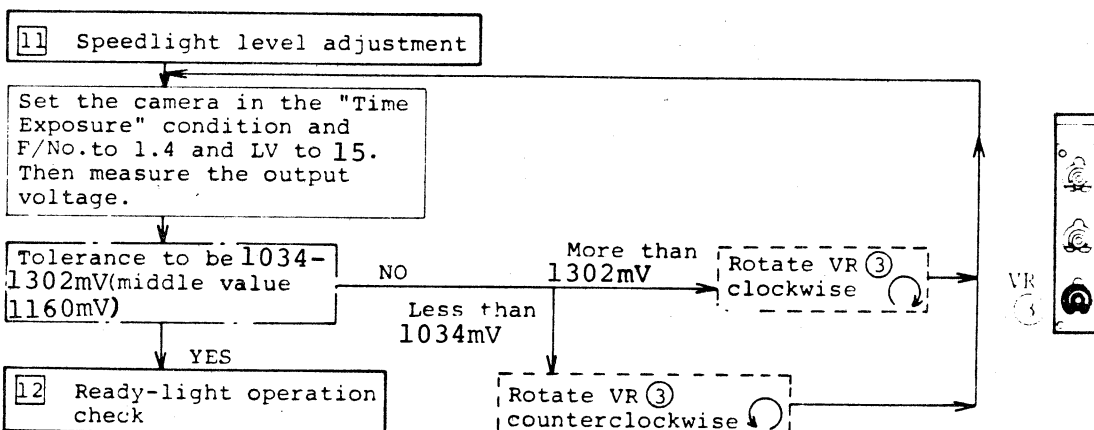 11 Speedlight level adjustment
Set the camera in the "Time
Exposure" condition and
F/No.to 1.4 and LV to 15.
Then measure the output
voltage.
Tolerance to be 1034-
1302mV(middle value
1160mV)
NO
More than
1302mV
Less than
1034mV
Rotate VR ③
clockwise
VR
③
YES
12 Ready-light operation
check
Rotate VR ③
counterclockwise